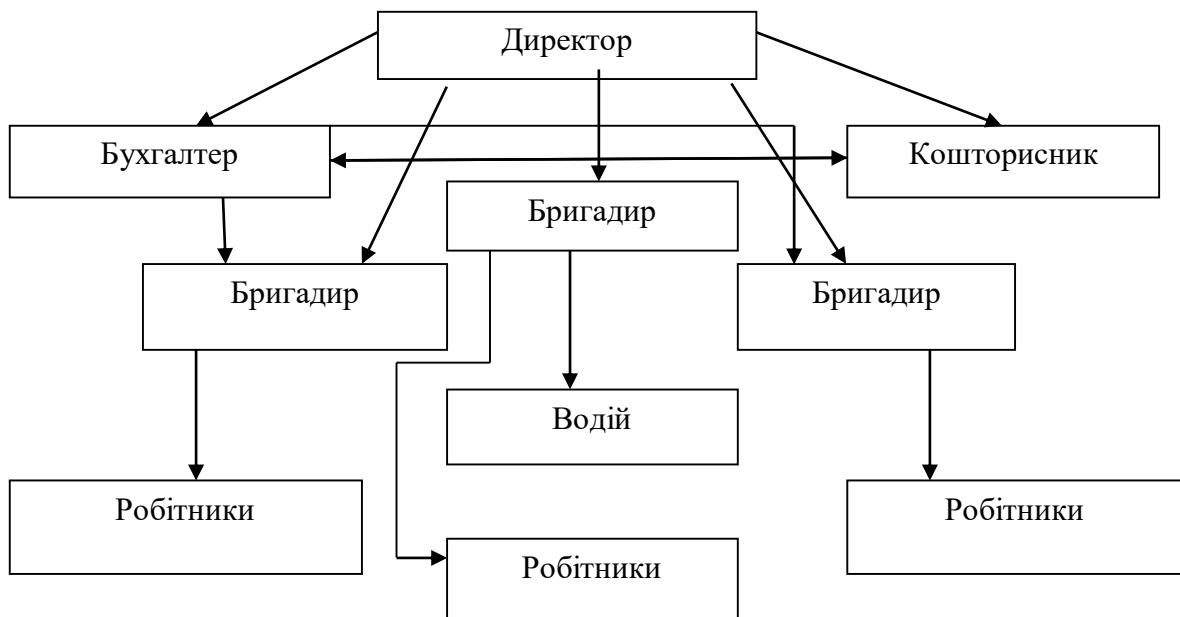 Директор
Бухгалтер
Кошторисник
Бригадир
Бригадир
Бригадир
Водій
Робітники
Робітники
Робітники